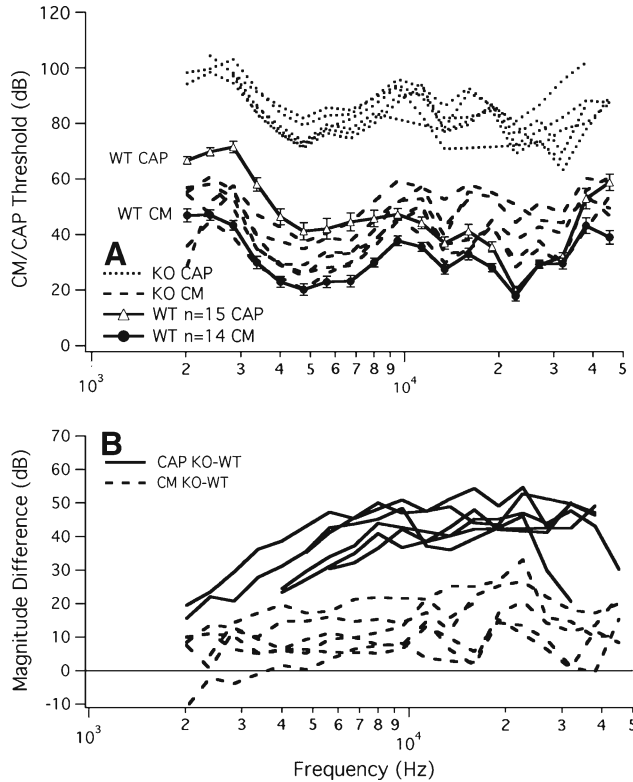 120
100
80
60
40
20
0
CM/CAP Threshold (dB)
WT CAP
WT CM
A
KO CAP
KO CM
WT n=15 CAP
WT n=14 CM
10³ 2 3 4 5 6 7 8 9 10⁴ 2 3 4 5
B
70
60
50
40
30
20
10
0
-10
Magnitude Difference (dB)
CAP KO-WT
CM KO-WT
10³ 2 3 4 5 6 7 8 9 10⁴ 2 3 4 5
Frequency (Hz)